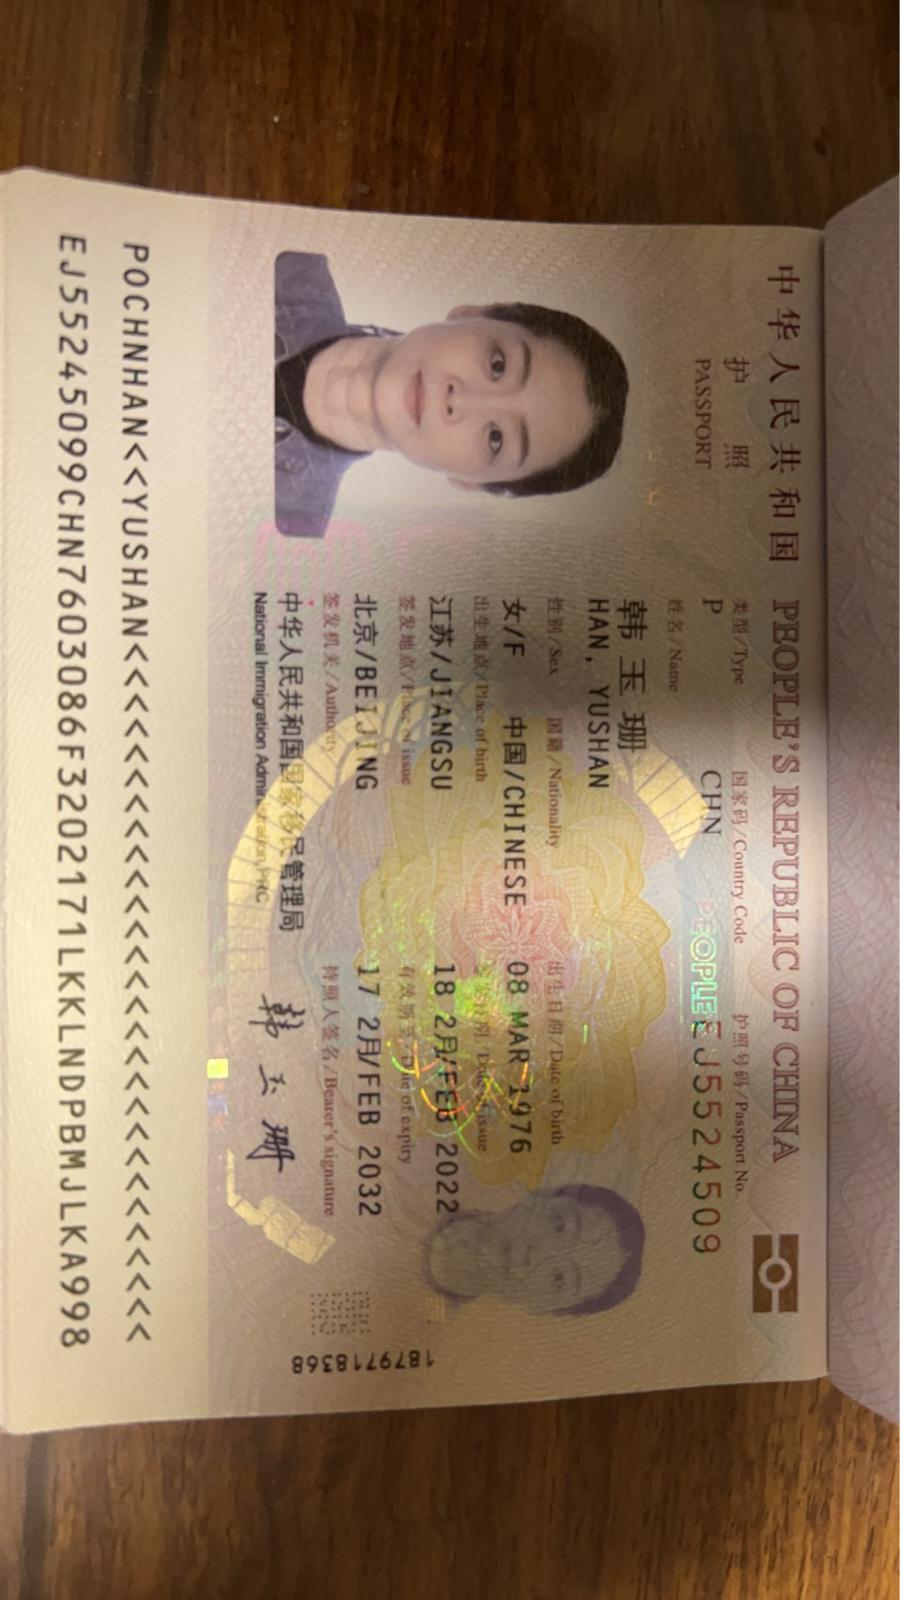 中华人民共和国 PEOPLE'S REPUBLIC OF CHINA
护照
PASSPORT
类型/Type 国家码/Country Code 护照号码/Passport No.
P CHN EJ5524509
姓名/Name
韩玉珊
HAN, YUSHAN
性别/Sex 国籍/Nationality 出生日期/Date of birth
女/F 中国/CHINESE 08 MAR 1976
出生地点/Place of birth 签发日期/Date of issue
江苏/JIANGSU 18 2月/FEB 2022
签发地点/Place of issue 有效期至/Date of expiry
北京/BEIJING 17 2月/FEB 2032
签发机关/Authority 持照人签名/Bearer's signature
中华人民共和国国家移民管理局 韩玉珊
National Immigration Administration, PRC
PEOPLE
1879718368
POCHNHAN<<YUSHAN<<<<<<<<<<<<<<<<<<<<<<<<<<<<
EJ55245099CHN7603086F3202171LKKLNDPBMJLKA998